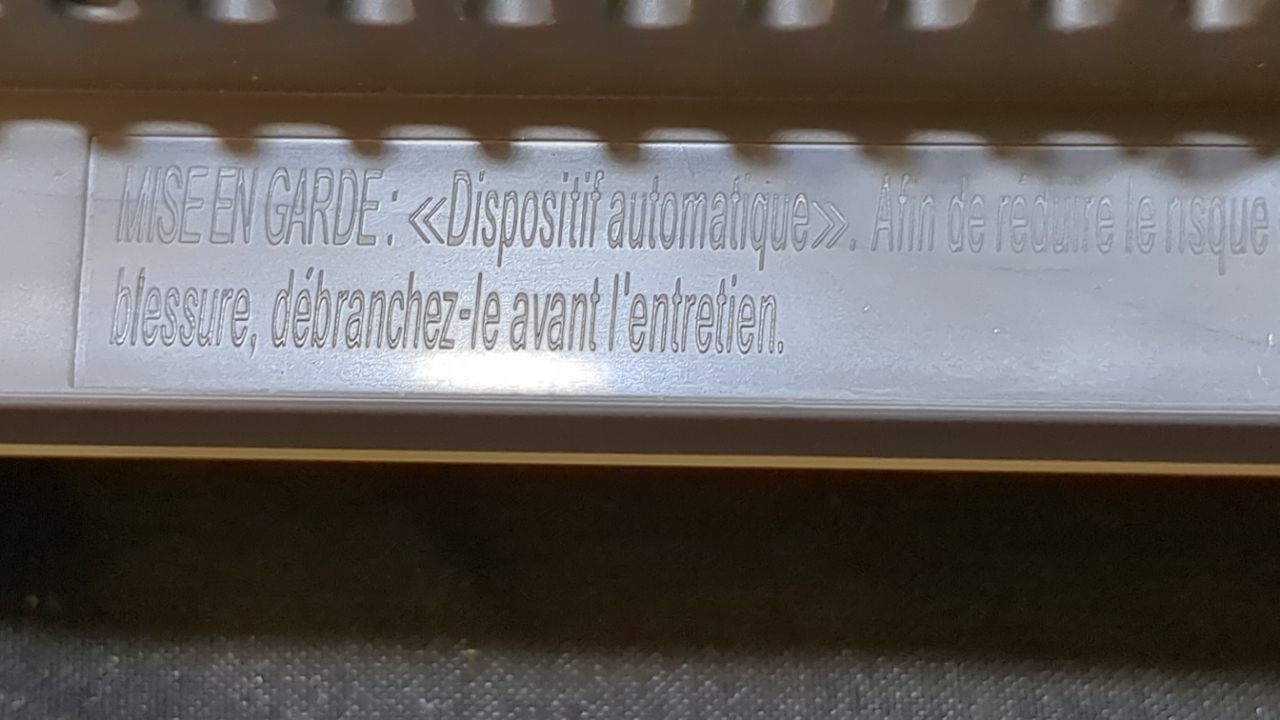 MISE EN GARDE : «Dispositif automatique». Afin de réduire le risque
blessure, débranchez-le avant l'entretien.